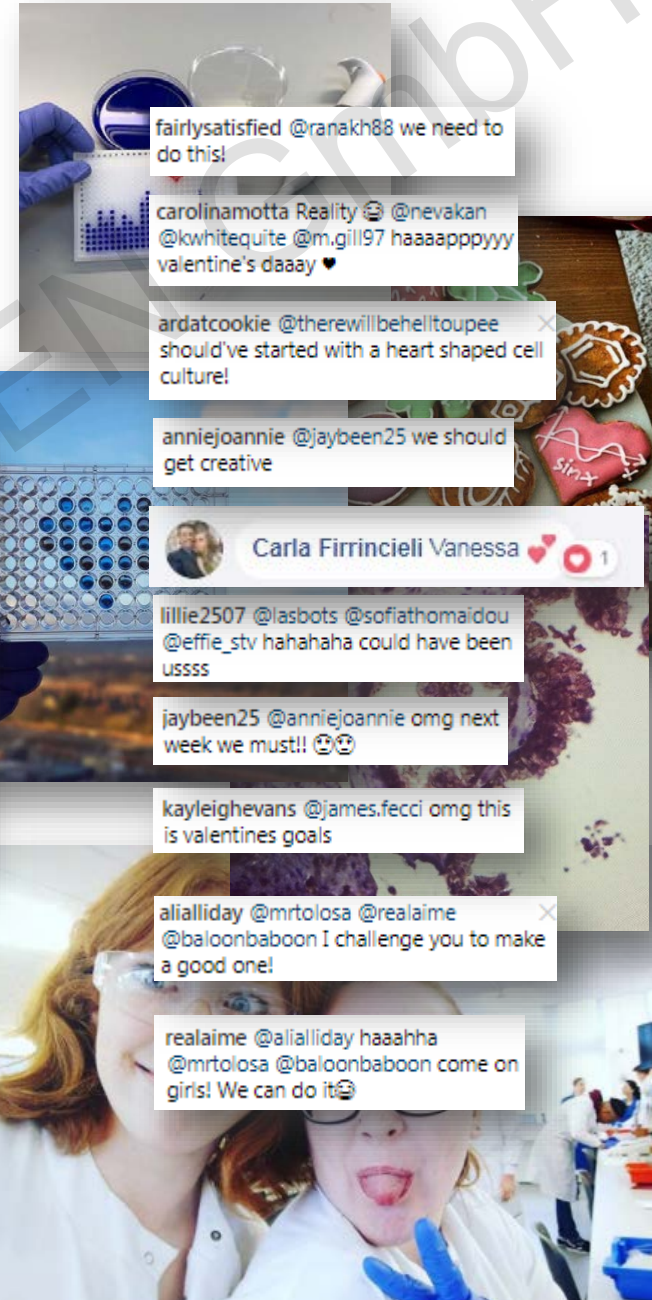 EN GmbH
fairlysatisfied @ranakh88 we need to
do this!
carolinamotta Reality 😂 @nevakan
@kwhitequite @m.gill97 haaaapppyyy
valentine's daaay ♥
ardatcookie @therewillbehelltoupee
should've started with a heart shaped cell
culture!
sinx
anniejoannie @jaybeen25 we should
get creative
Carla Firrincieli Vanessa 💕 1
lillie2507 @lasbots @sofiathomaidou
@effie_stv hahahaha could have been
ussss
jaybeen25 @anniejoannie omg next
week we must!! 😍😍
kayleighevans @james.fecci omg this
is valentines goals
alialliday @mrtolosa @realaime
@baloonbaboon I challenge you to make
a good one!
realaime @alialliday haaahha
@mrtolosa @baloonbaboon come on
girls! We can do it😂